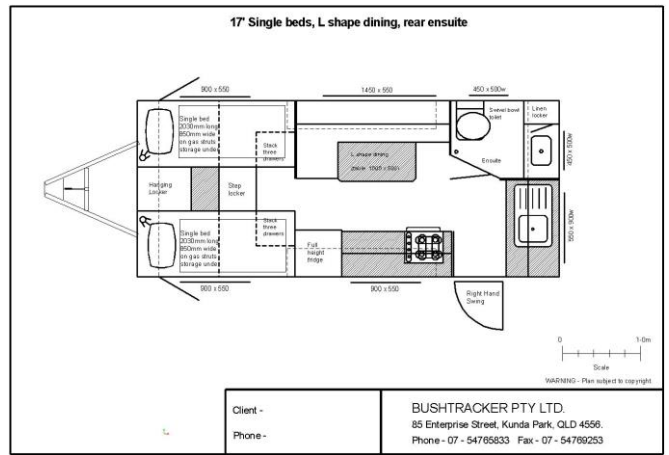 17' Single beds, L shape dining, rear ensuite
900 x 550
1450 x 550
450 x 500w
Single bed
2030mm long
850mm wide
on gas struts
storage under
Stack
three
drawers
Swivel bowl
toilet
Linen
locker
450 x 500w
L shape dining
Ensuite
Hanging
Locker
Step
locker
Stack
three
drawers
Single bed
2030mm long
850mm wide
on gas struts
storage under
Full
height
fridge
550 x 900w
900 x 550
900 x 550
Right Hand
Swing
0
1-0m
Scale
WARNING - Plan subject to copyright
Client -
Phone -
BUSHTRACKER PTY LTD.
85 Enterprise Street, Kunda Park, QLD 4556.
Phone - 07 - 54765833 Fax - 07 - 54769253